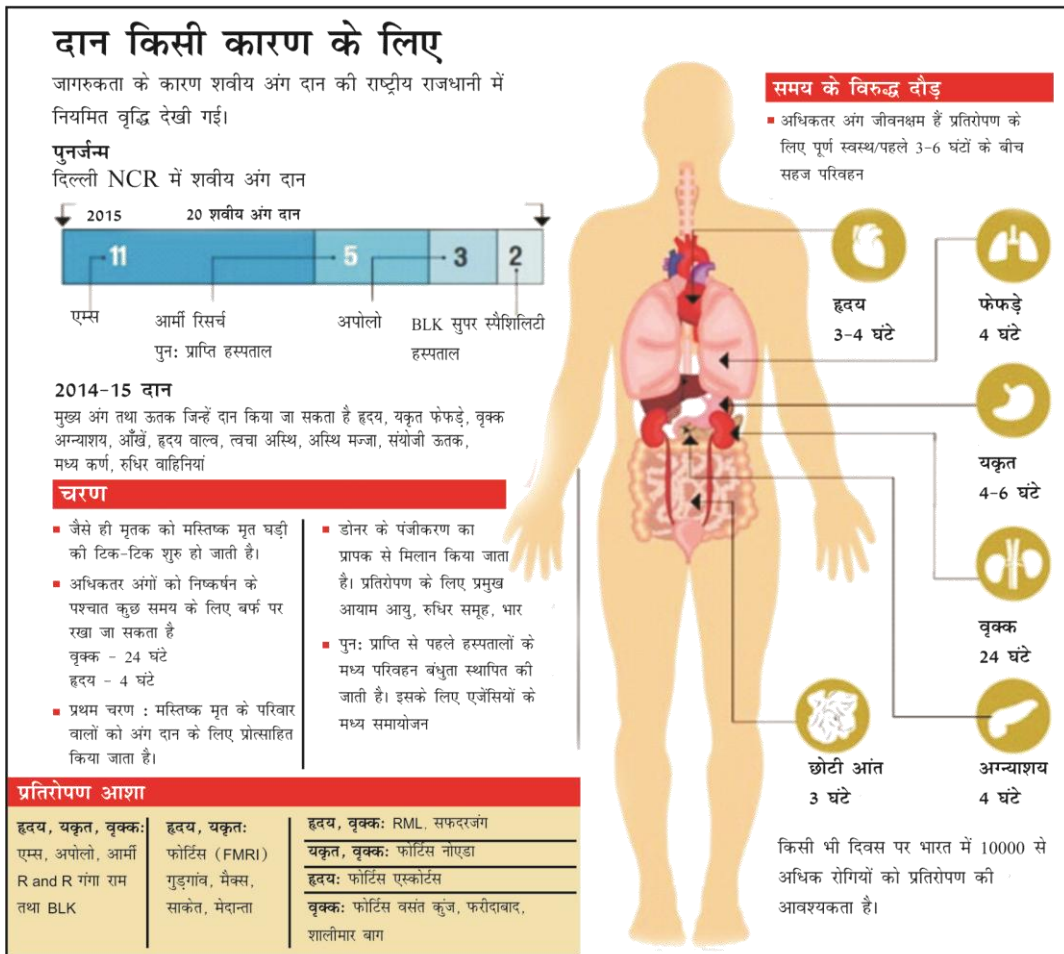 दान किसी कारण के लिए
जागरुकता के कारण शवीय अंग दान की राष्ट्रीय राजधानी में
नियमित वृद्धि देखी गई।
पुनर्जन्म
दिल्ली NCR में शवीय अंग दान
2015 20 शवीय अंग दान
11 5 3 2
एम्स
आर्मी रिसर्च
पुन: प्राप्ति हस्पताल
अपोलो
BLK सुपर स्पैशिलिटी
हस्पताल
2014-15 दान
मुख्य अंग तथा ऊतक जिन्हें दान किया जा सकता है हृदय, यकृत फेफड़े, वृक्क
अग्न्याशय, आँखें, हृदय वाल्व, त्वचा अस्थि, अस्थि मज्जा, संयोजी ऊतक,
मध्य कर्ण, रुधिर वाहिनियां
चरण
जैसे ही मृतक को मस्तिष्क मृत घड़ी
की टिक-टिक शुरु हो जाती है।
अधिकतर अंगों को निष्कर्षन के
पश्चात कुछ समय के लिए बर्फ पर
रखा जा सकता है
वृक्क - 24 घंटे
हृदय - 4 घंटे
प्रथम चरण : मस्तिष्क मृत के परिवार
वालों को अंग दान के लिए प्रोत्साहित
किया जाता है।
डोनर के पंजीकरण का
प्रापक से मिलान किया जाता
है। प्रतिरोपण के लिए प्रमुख
आयाम आयु, रुधिर समूह, भार
पुन: प्राप्ति से पहले हस्पतालों के
मध्य परिवहन बंधुता स्थापित की
जाती है। इसके लिए एजेंसियों के
मध्य समायोजन
प्रतिरोपण आशा
हृदय, यकृत, वृक्क:
एम्स, अपोलो, आर्मी
R and R गंगा राम
तथा BLK
हृदय, यकृत:
फोर्टिस (FMRI)
गुड़गांव, मैक्स,
साकेत, मेदान्ता
हृदय, वृक्क: RML, सफदरजंग
यकृत, वृक्क: फोर्टिस नोएडा
हृदय: फोर्टिस एस्कोर्टस
वृक्क: फोर्टिस वसंत कुंज, फरीदाबाद,
शालीमार बाग
समय के विरुद्ध दौड़
अधिकतर अंग जीवनक्षम हैं प्रतिरोपण के
लिए पूर्ण स्वस्थ/पहले 3-6 घंटों के बीच
सहज परिवहन
हृदय
3-4 घंटे
फेफड़े
4 घंटे
यकृत
4-6 घंटे
वृक्क
24 घंटे
छोटी आंत
3 घंटे
अग्न्याशय
4 घंटे
किसी भी दिवस पर भारत में 10000 से
अधिक रोगियों को प्रतिरोपण की
आवश्यकता है।